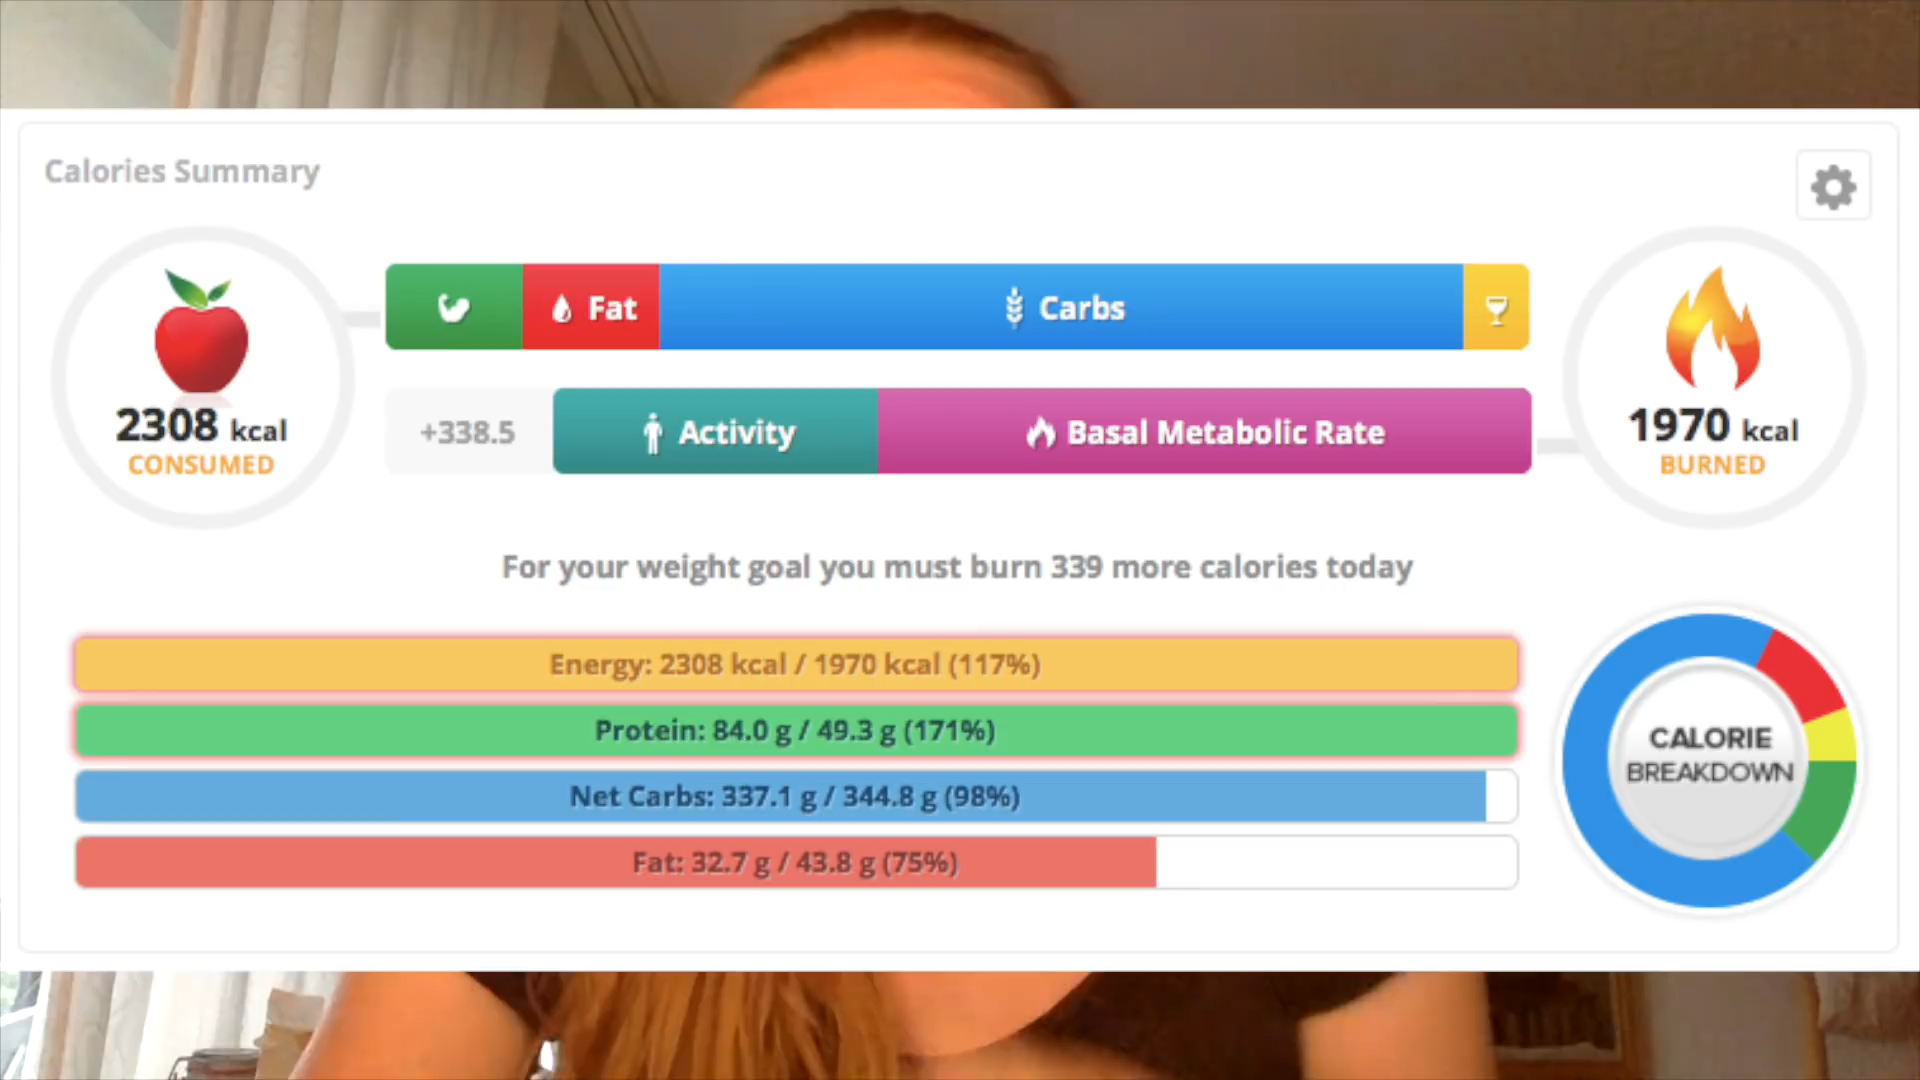 Calories Summary
2308 kcal
CONSUMED
Fat
Carbs
+338.5
Activity
Basal Metabolic Rate
1970 kcal
BURNED
For your weight goal you must burn 339 more calories today
Energy: 2308 kcal / 1970 kcal (117%)
Protein: 84.0 g / 49.3 g (171%)
Net Carbs: 337.1 g / 344.8 g (98%)
Fat: 32.7 g / 43.8 g (75%)
CALORIE
BREAKDOWN